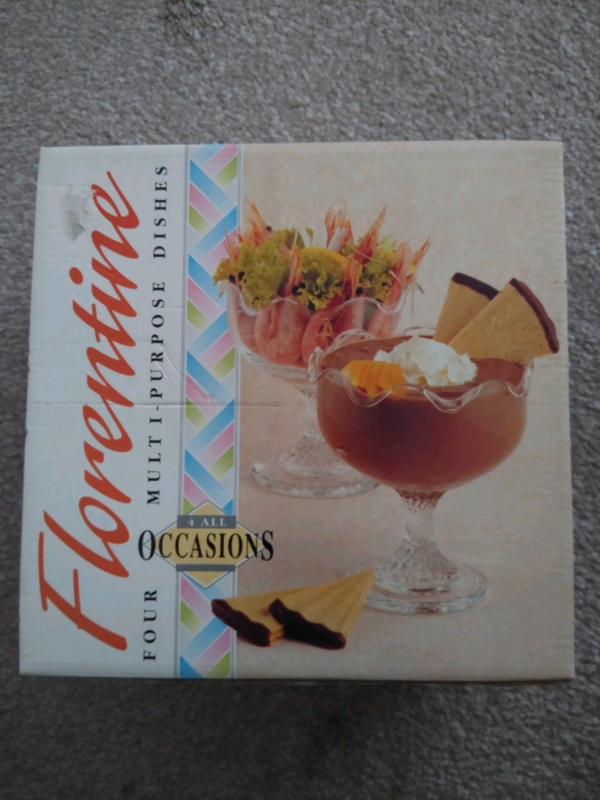 Florentine
FOUR MULTI-PURPOSE DISHES
4 ALL
OCCASIONS